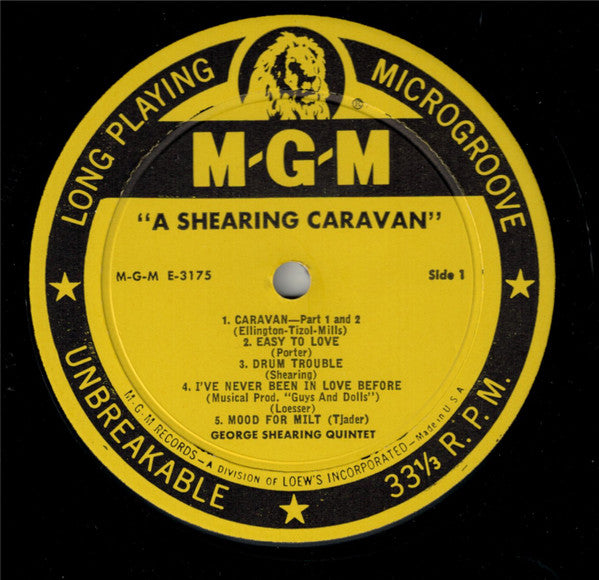 LONG PLAYING
MICROGROOVE
M-G-M
"A SHEARING CARAVAN"
M-G-M E-3175
Side 1
1. CARAVAN—Part 1 and 2
(Ellington-Tizol-Mills)
2. EASY TO LOVE
(Porter)
3. DRUM TROUBLE
(Shearing)
4. I'VE NEVER BEEN IN LOVE BEFORE
(Musical Prod. "Guys And Dolls")
(Loesser)
5. MOOD FOR MILT (Tjader)
GEORGE SHEARING QUINTET
M-G-M RECORDS—A DIVISION OF LOEW'S INCORPORATED—Made in U.S.A
UNBREAKABLE
33⅓ R.P.M.